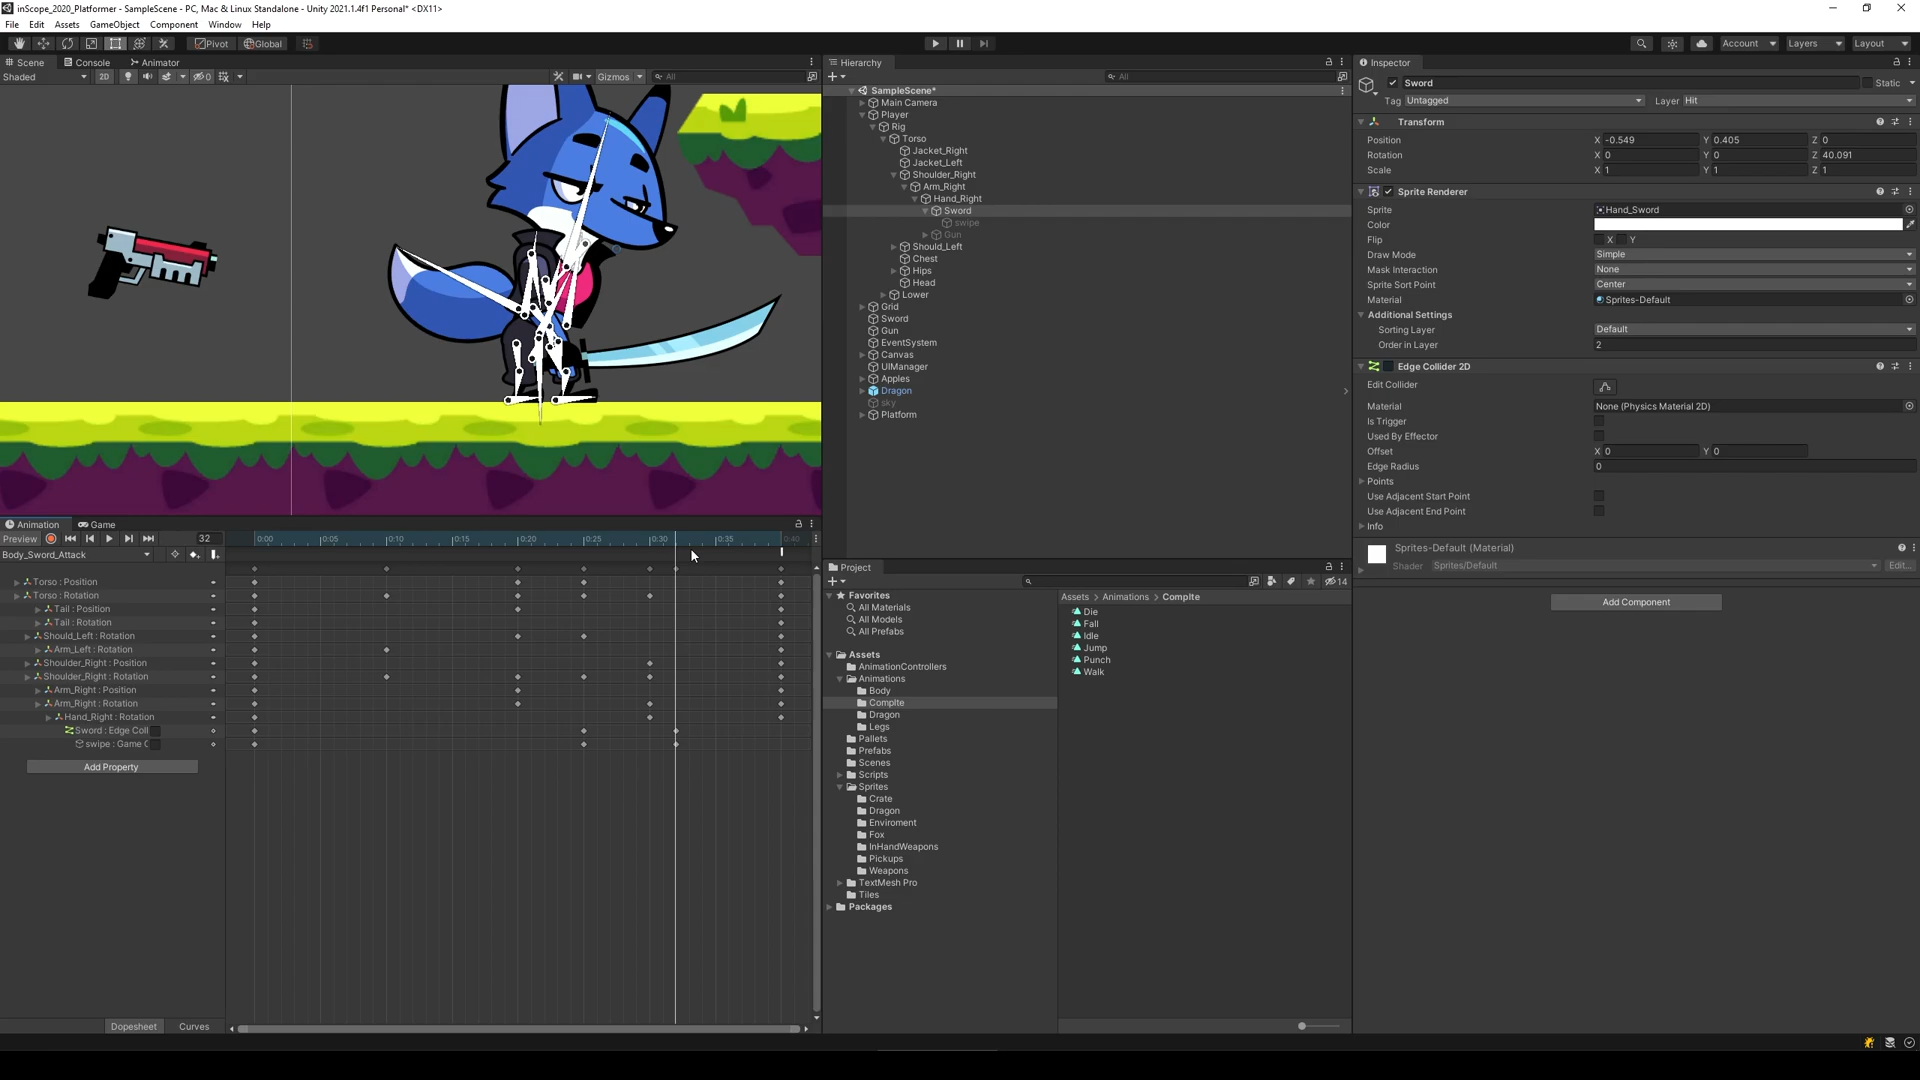 inScope_2020_Platformer - SampleScene - PC, Mac & Linux Standalone - Unity 2021.1.4f1 Personal* <DX11>
File Edit Assets GameObject Component Window Help
Pivot Global Account Layers Layout
Scene Console Animator
Shaded 2D 0 Gizmos All
Hierarchy
All
SampleScene*
Main Camera
Player
Rig
Torso
Jacket_Right
Jacket_Left
Shoulder_Right
Arm_Right
Hand_Right
Sword
swipe
Gun
Should_Left
Chest
Hips
Head
Lower
Grid
Sword
Gun
EventSystem
Canvas
UIManager
Apples
Dragon
sky
Platform
Inspector
Sword Static
Tag Untagged Layer Hit
Transform
Position X -0.549 Y 0.405 Z 0
Rotation X 0 Y 0 Z 40.091
Scale X 1 Y 1 Z 1
Sprite Renderer
Sprite Hand_Sword
Color
Flip X Y
Draw Mode Simple
Mask Interaction None
Sprite Sort Point Center
Material Sprites-Default
Additional Settings
Sorting Layer Default
Order in Layer 2
Edge Collider 2D
Edit Collider
Material None (Physics Material 2D)
Is Trigger
Used By Effector
Offset X 0 Y 0
Edge Radius 0
Points
Use Adjacent Start Point
Use Adjacent End Point
Info
Sprites-Default (Material)
Shader Sprites/Default Edit...
Add Component
Animation Game
Preview 32 0:00 0:05 0:10 0:15 0:20 0:25 0:30 0:35 0:40
Body_Sword_Attack
Torso : Position
Torso : Rotation
Tail : Position
Tail : Rotation
Should_Left : Rotation
Arm_Left : Rotation
Shoulder_Right : Position
Shoulder_Right : Rotation
Arm_Right : Position
Arm_Right : Rotation
Hand_Right : Rotation
Sword : Edge Coll
swipe : Game
Add Property
Dopesheet Curves
Project
14
Favorites
All Materials
All Models
All Prefabs
Assets
AnimationControllers
Animations
Body
Complte
Dragon
Legs
Pallets
Prefabs
Scenes
Scripts
Sprites
Crate
Dragon
Enviroment
Fox
InHandWeapons
Pickups
Weapons
TextMesh Pro
Tiles
Packages
Assets > Animations > Complte
Die
Fall
Idle
Jump
Punch
Walk